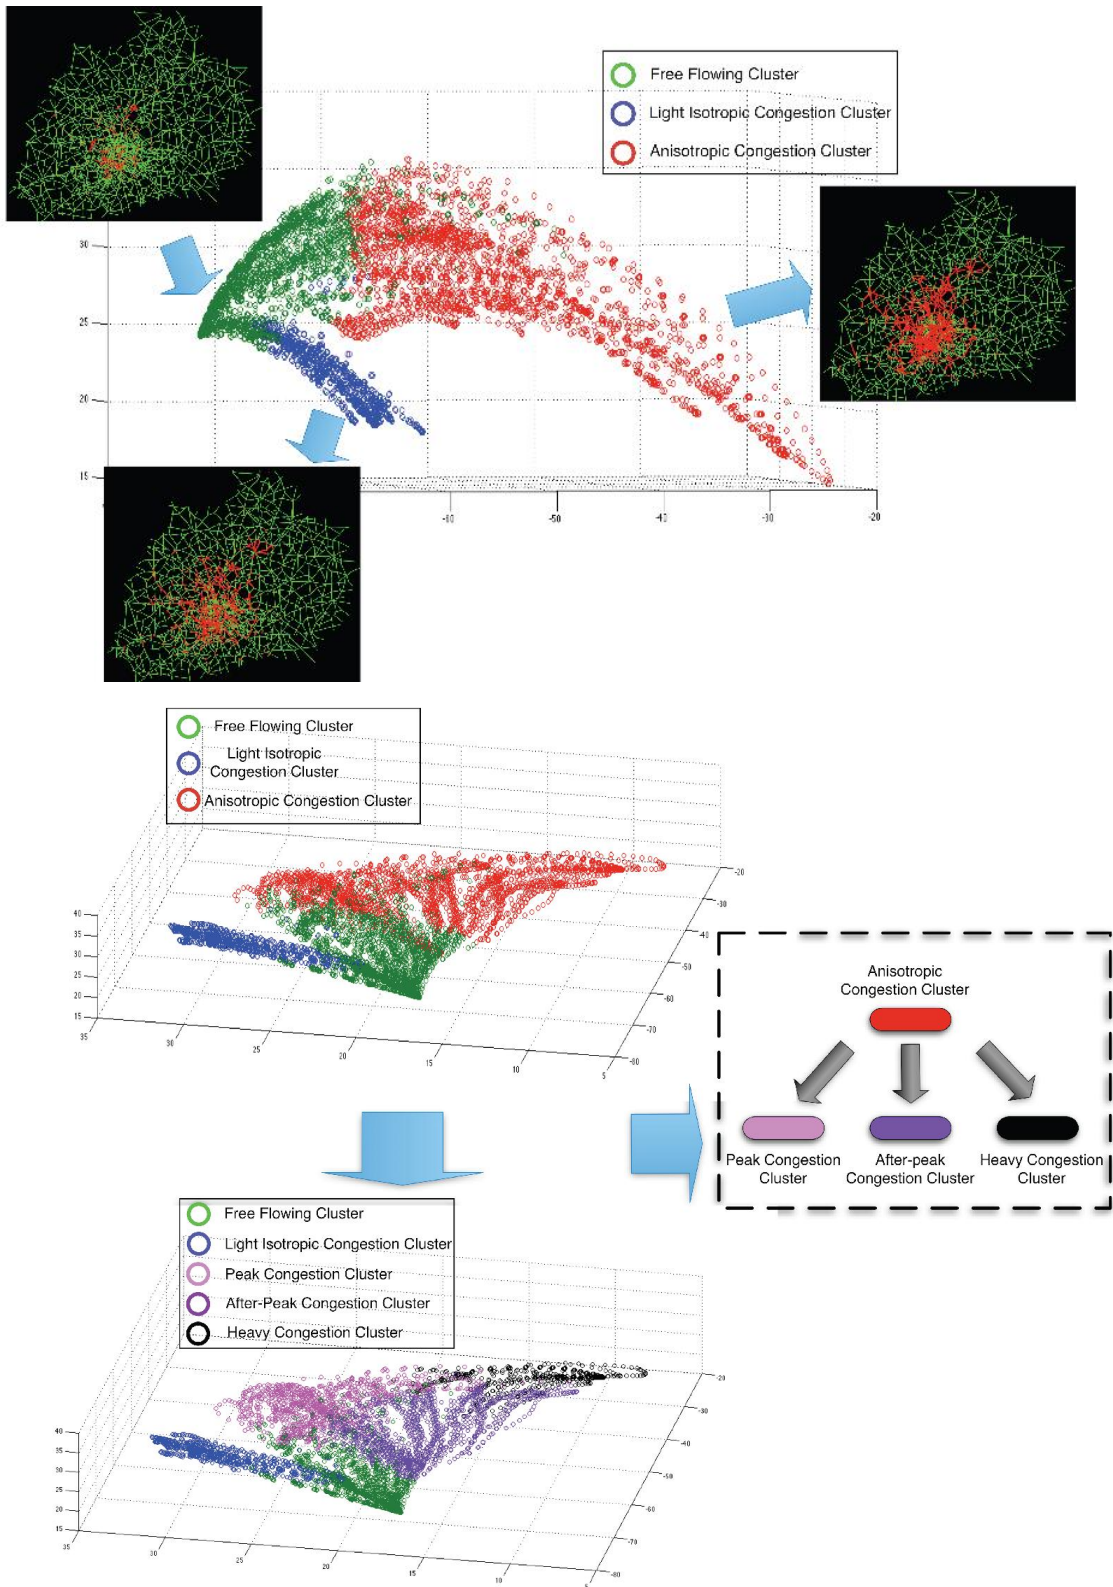 Free Flowing Cluster
Light Isotropic Congestion Cluster
Anisotropic Congestion Cluster
30
25
20
15
-60
-50
-40
-30
-20
Free Flowing Cluster
Light Isotropic
Congestion Cluster
Anisotropic Congestion Cluster
40
35
30
25
20
15
35
30
25
20
15
10
5
-20
-30
-40
-50
-60
-70
-80
Anisotropic
Congestion Cluster
Peak Congestion
Cluster
After-peak
Congestion Cluster
Heavy Congestion
Cluster
Free Flowing Cluster
Light Isotropic Congestion Cluster
Peak Congestion Cluster
After-Peak Congestion Cluster
Heavy Congestion Cluster
40
35
30
25
20
15
35
30
25
20
15
10
-20
-30
-40
-50
-60
-70
-80